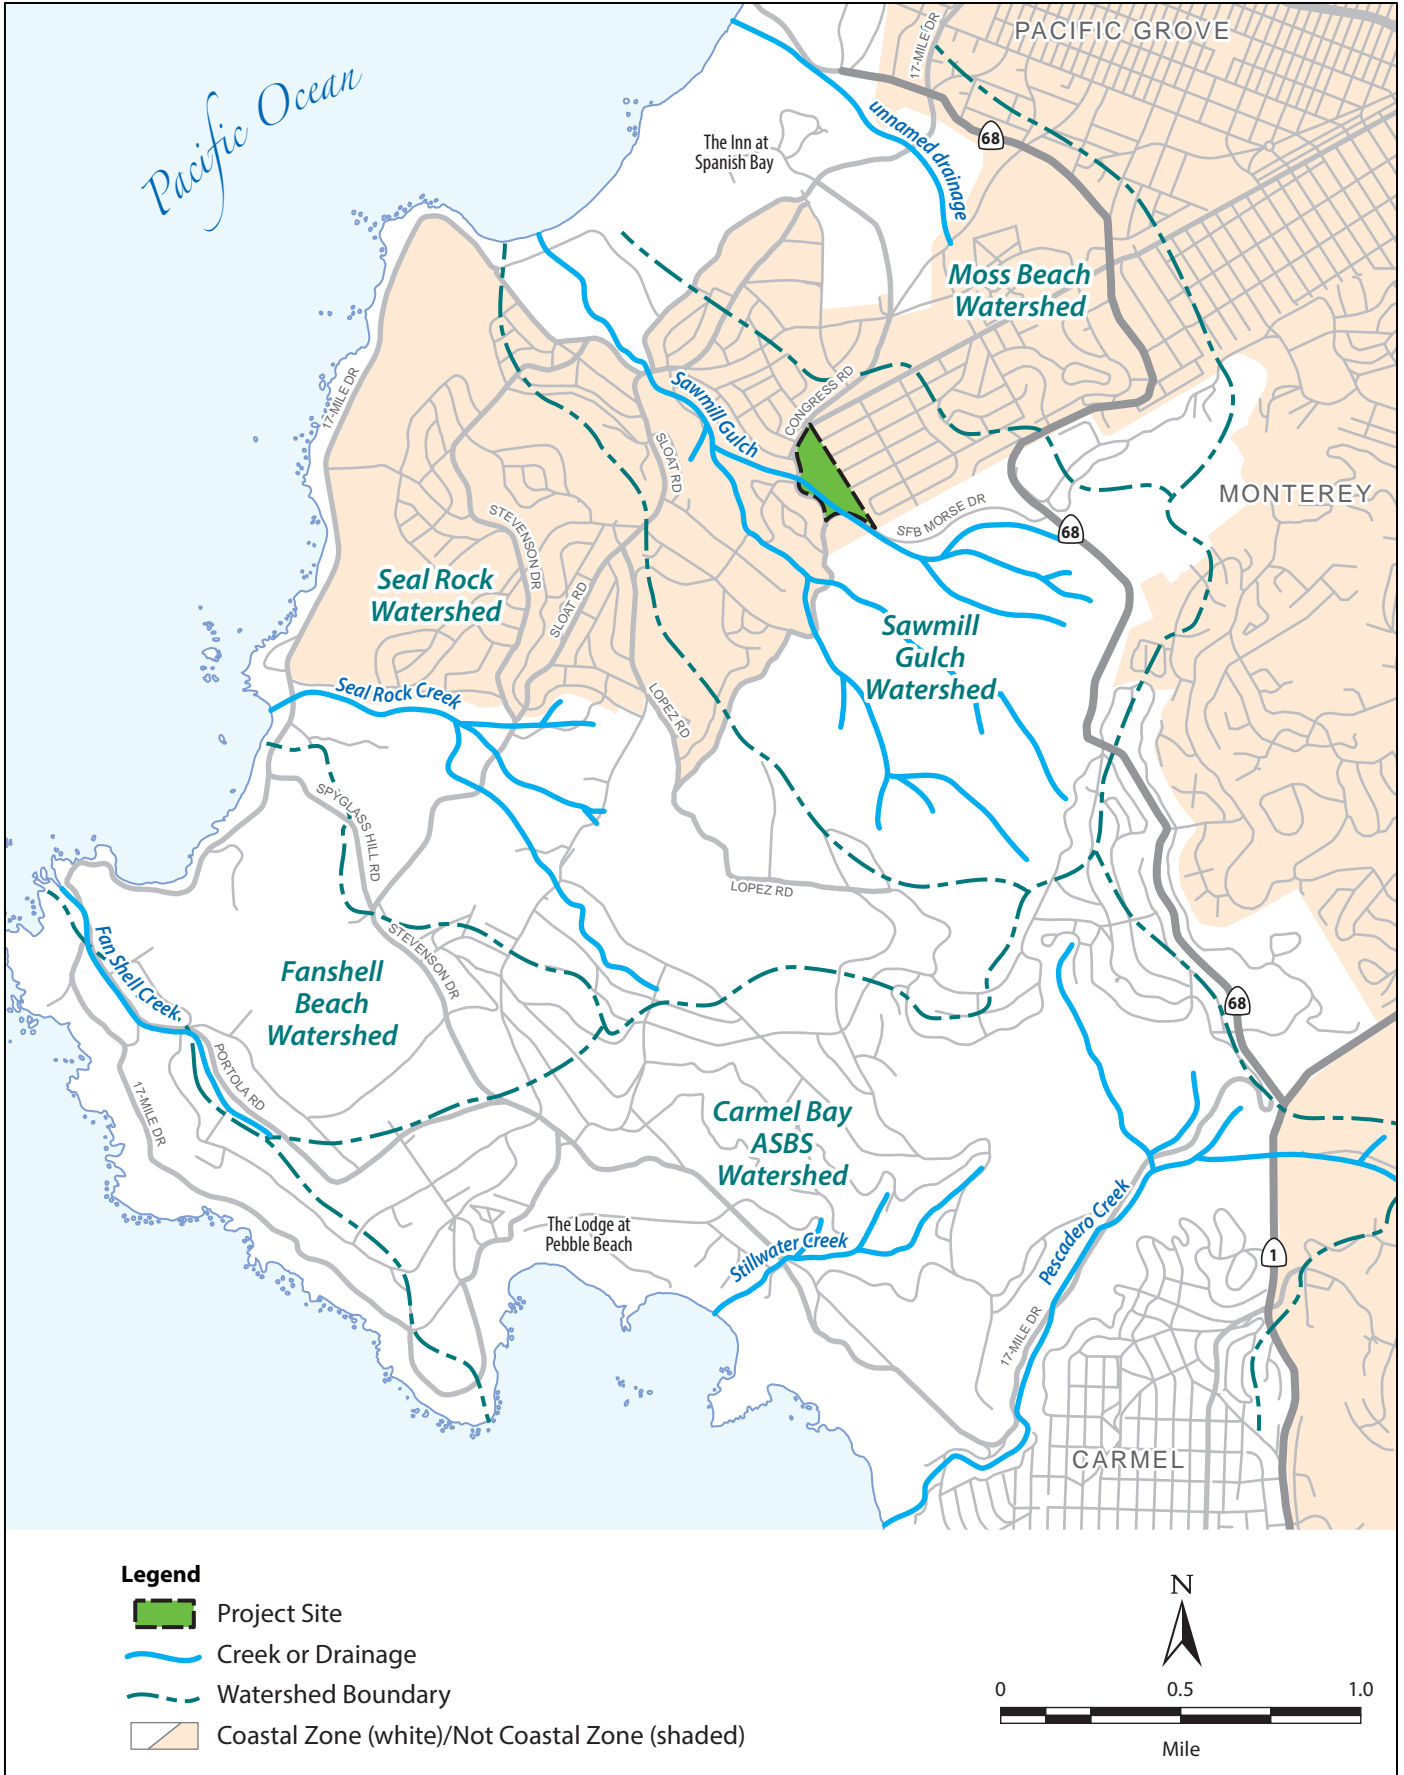 PACIFIC GROVE
17-MILE DR
Pacific Ocean
unnamed drainage
68
The Inn at
Spanish Bay
Moss Beach
Watershed
17-MILE DR
CONGRESS RD
Sawmill Gulch
SLOAT RD
MONTEREY
STEVENSON DR
SFB MORSE DR
68
Seal Rock
Watershed
SLOAT RD
Sawmill
Gulch
Watershed
Seal Rock Creek
LOPEZ RD
SPYGLASS HILL RD
LOPEZ RD
Fan Shell Creek
STEVENSON DR
Fanshell
Beach
Watershed
68
PORTOLA RD
17-MILE DR
Carmel Bay
ASBS
Watershed
The Lodge at
Pebble Beach
Stillwater Creek
Pescadero Creek
1
17-MILE DR
CARMEL
Legend
Project Site
Creek or Drainage
Watershed Boundary
Coastal Zone (white)/Not Coastal Zone (shaded)
N
0 0.5 1.0
Mile